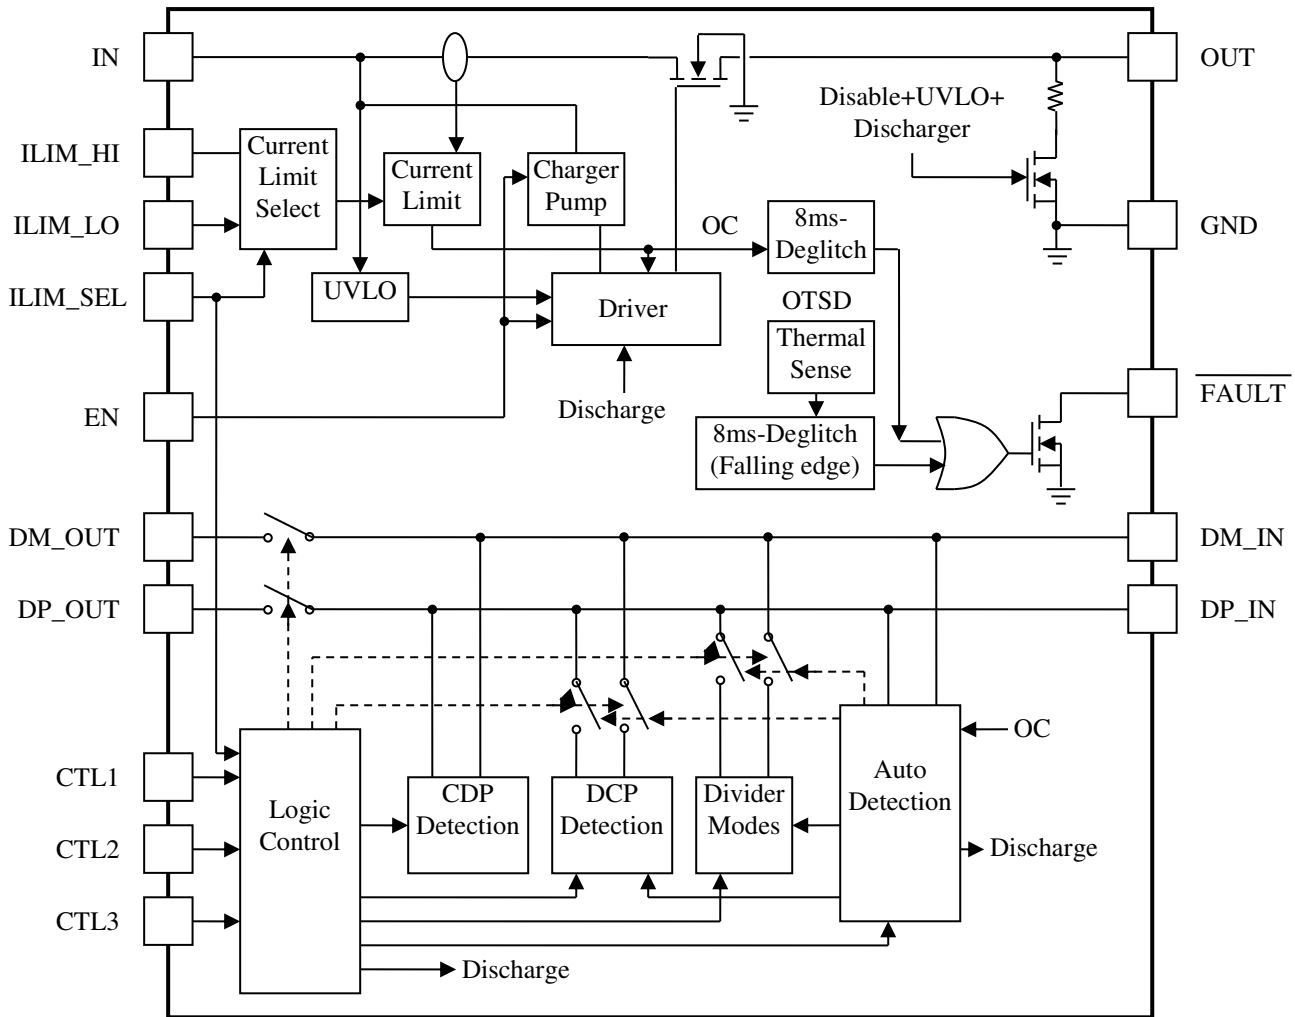 IN
OUT
Disable+UVLO+
Discharger
ILIM_HI
Current
Limit
Select
Current
Limit
Charger
Pump
ILIM_LO
OC
8ms-
Deglitch
GND
ILIM_SEL
UVLO
Driver
OTSD
Thermal
Sense
Discharge
EN
FAULT
8ms-Deglitch
(Falling edge)
DM_OUT
DM_IN
DP_OUT
DP_IN
OC
CTL1
CTL2
CTL3
Logic
Control
CDP
Detection
DCP
Detection
Divider
Modes
Auto
Detection
Discharge
Discharge